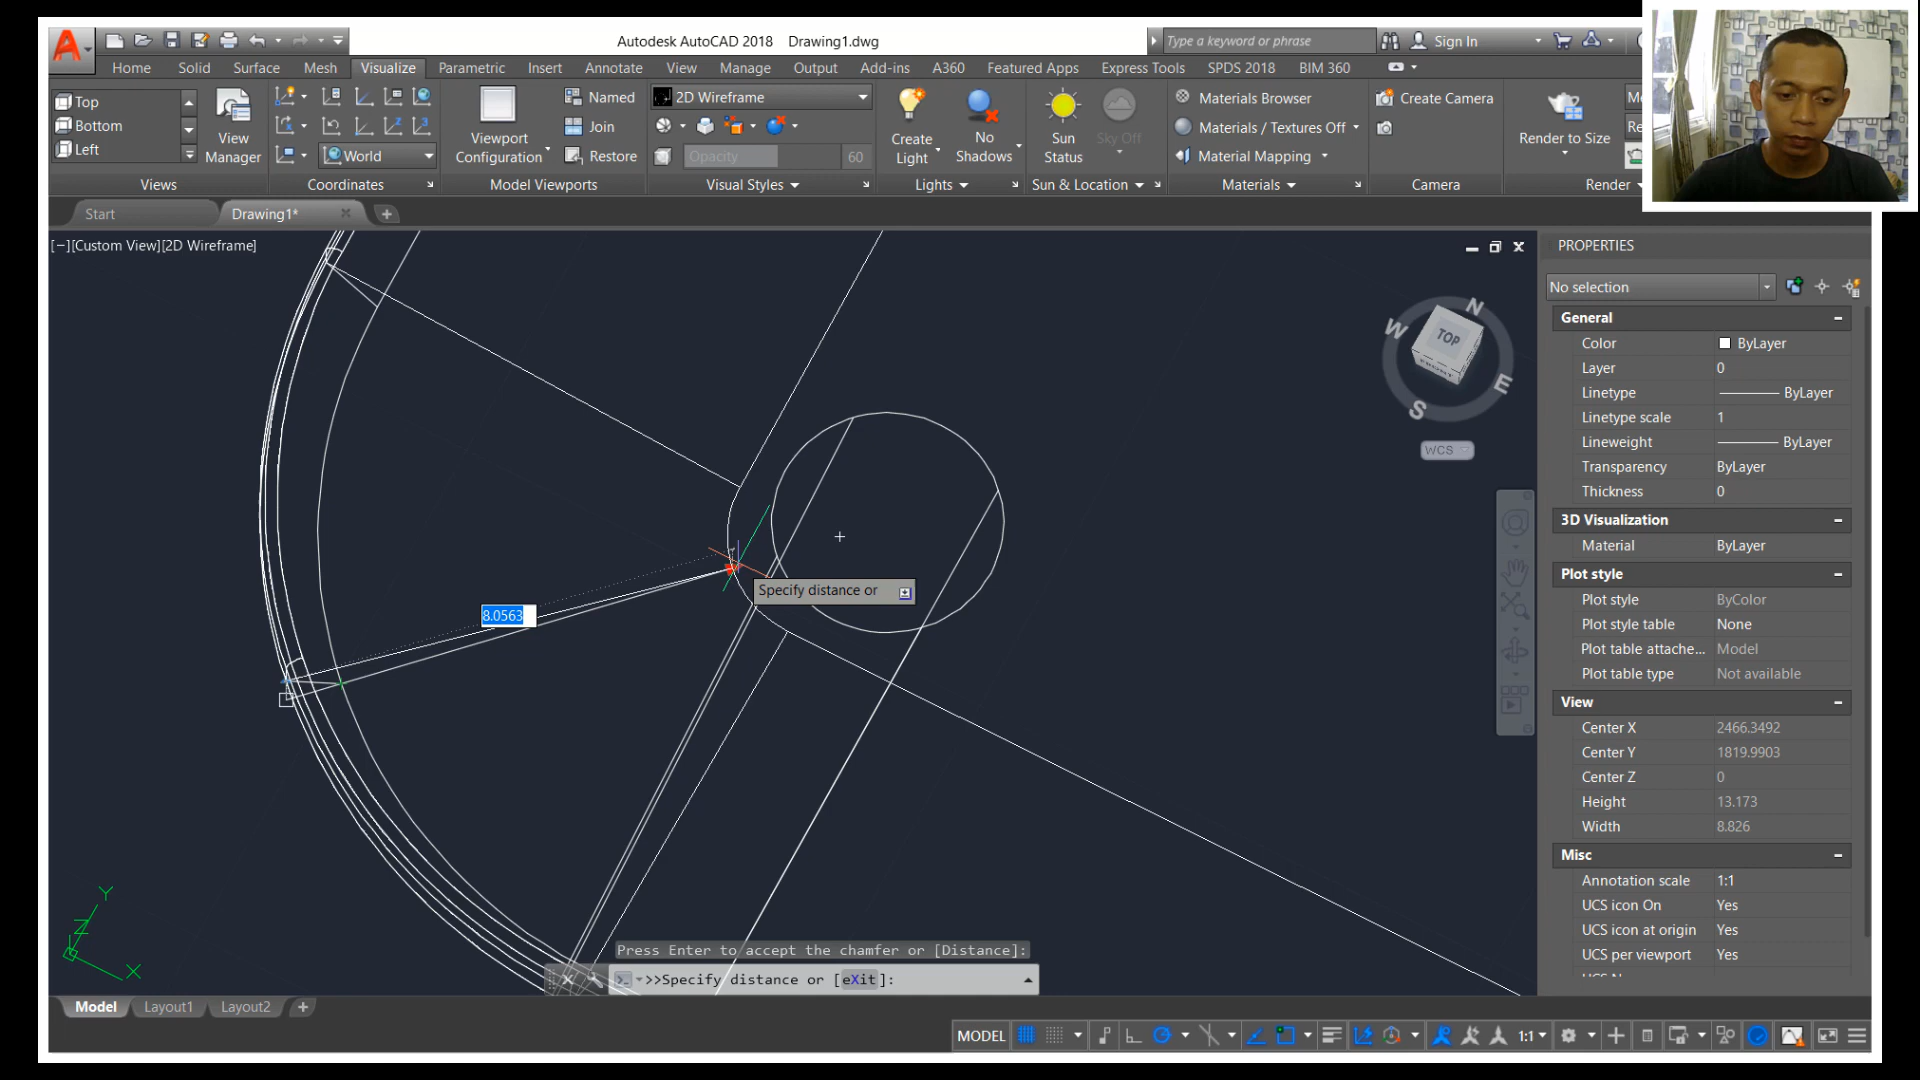 Autodesk AutoCAD 2018 Drawing1.dwg
Type a keyword or phrase
Sign In
Home Solid Surface Mesh Visualize Parametric Insert Annotate View Manage Output Add-ins A360 Featured Apps Express Tools SPDS 2018 BIM 360
Top
Bottom
Left
View
Manager
World
Viewport
Configuration
Named
Join
Restore
2D Wireframe
Opacity 60
Create
Light
No
Shadows
Sun
Status
Sky Off
Materials Browser
Materials / Textures Off
Material Mapping
Create Camera
Render to Size
Views
Coordinates
Model Viewports
Visual Styles
Lights
Sun & Location
Materials
Camera
Render
Start
Drawing1*
[−][Custom View][2D Wireframe]
N
W
TOP
FRONT
E
S
WCS
Specify distance or
8.0563
Y
Z
X
Press Enter to accept the chamfer or [Distance]:
>>Specify distance or [eXit]:
PROPERTIES
No selection
General
Color ByLayer
Layer 0
Linetype ByLayer
Linetype scale 1
Lineweight ByLayer
Transparency ByLayer
Thickness 0
3D Visualization
Material ByLayer
Plot style
Plot style ByColor
Plot style table None
Plot table attache... Model
Plot table type Not available
View
Center X 2466.3492
Center Y 1819.9903
Center Z 0
Height 13.173
Width 8.826
Misc
Annotation scale 1:1
UCS icon On Yes
UCS icon at origin Yes
UCS per viewport Yes
Model Layout1 Layout2
MODEL
1:1